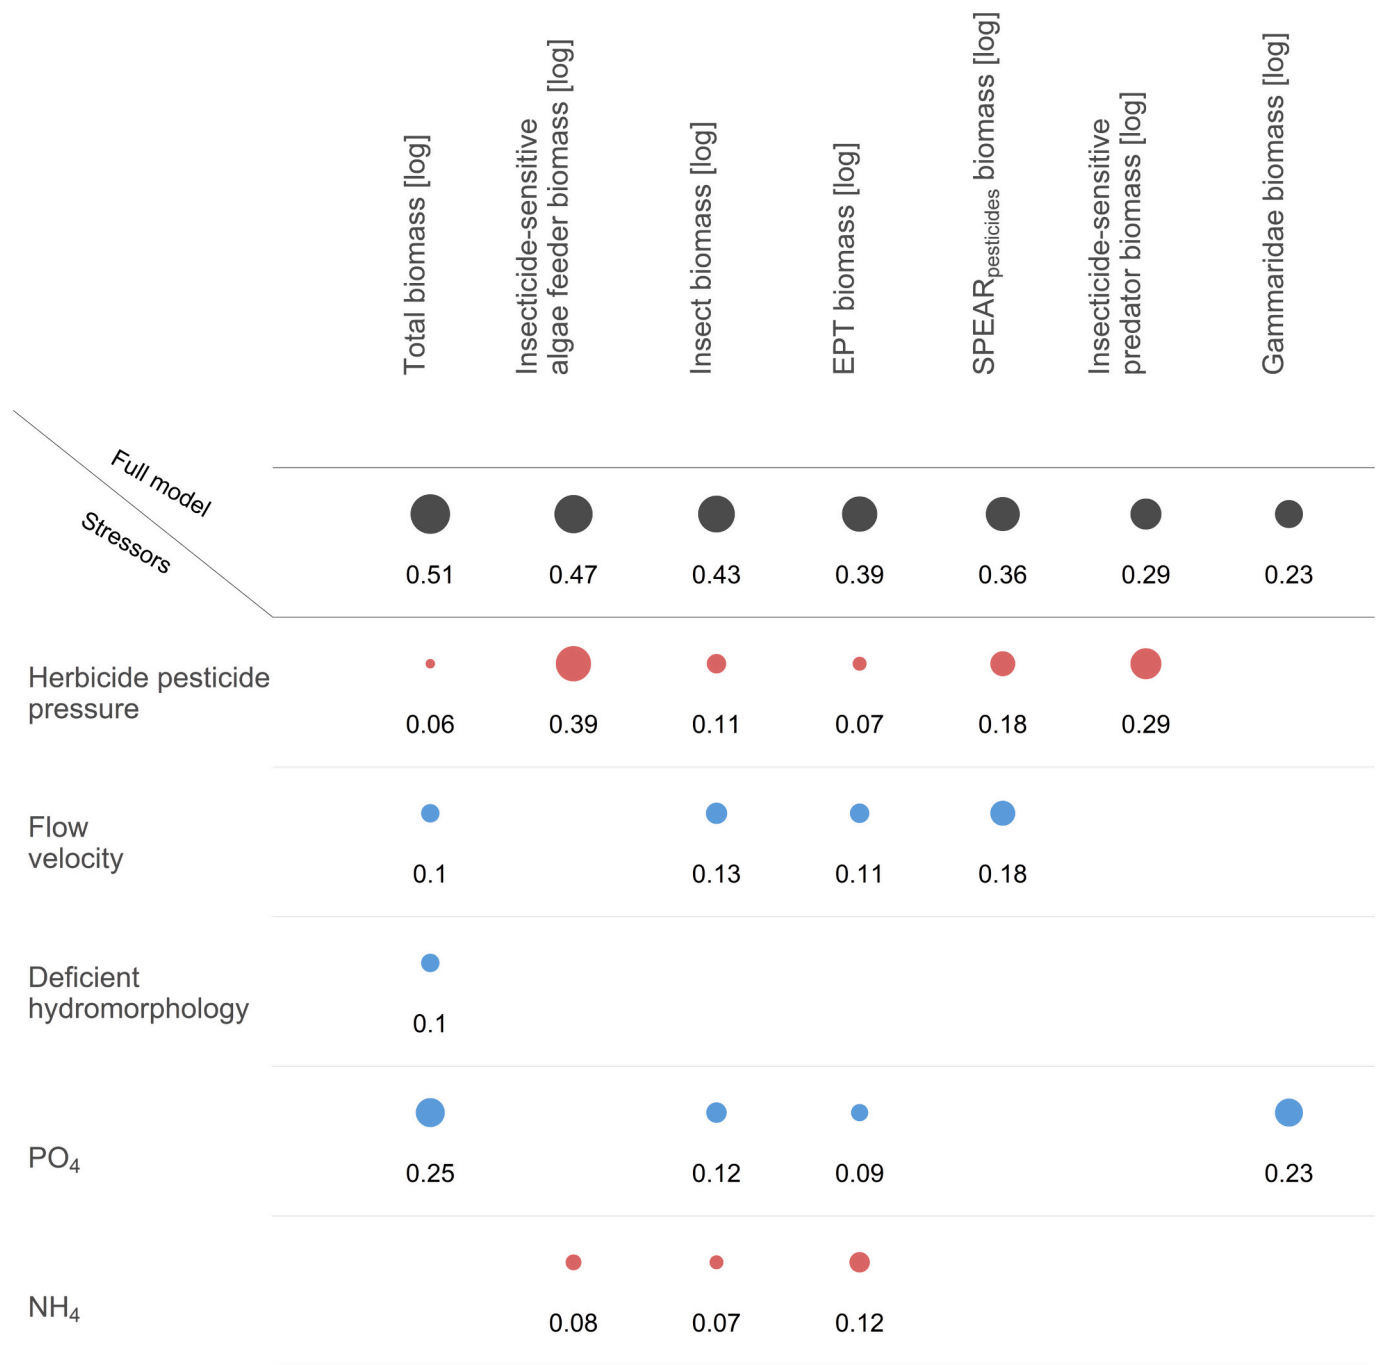 Total biomass [log]
Insecticide-sensitive
algae feeder biomass [log]
Insect biomass [log]
EPT biomass [log]
SPEARpesticides biomass [log]
Insecticide-sensitive
predator biomass [log]
Gammaridae biomass [log]
Full model
Stressors
0.51 0.47 0.43 0.39 0.36 0.29 0.23
Herbicide pesticide
pressure
0.06 0.39 0.11 0.07 0.18 0.29
Flow
velocity
0.1 0.13 0.11 0.18
Deficient
hydromorphology
0.1
PO4
0.25 0.12 0.09 0.23
NH4
0.08 0.07 0.12